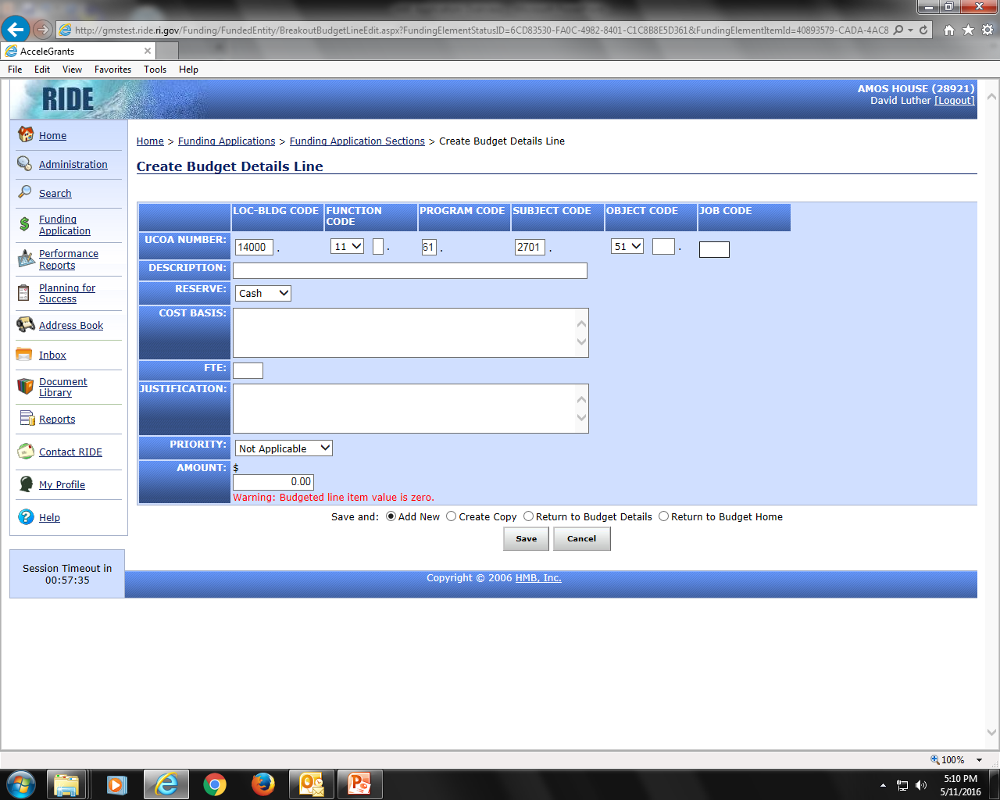 http://gmstest.ride.ri.gov/Funding/FundedEntity/BreakoutBudgetLineEdit.aspx?FundingElementStatusID=6CD83530-FA0C-4982-8401-C1C8B8E5D361&FundingElementItemId=40893579-CADA-4AC8
AcceleGrants
File Edit View Favorites Tools Help
RIDE
AMOS HOUSE (28921)
David Luther [Logout]
Home
Administration
Search
Funding
Application
Performance
Reports
Planning for
Success
Address Book
Inbox
Document
Library
Reports
Contact RIDE
My Profile
Help
Session Timeout in
00:57:35
Home > Funding Applications > Funding Application Sections > Create Budget Details Line
Create Budget Details Line
LOC-BLDG CODE FUNCTION CODE PROGRAM CODE SUBJECT CODE OBJECT CODE JOB CODE
UCOA NUMBER: 14000 . 11 . 61 . 2701 . 51 .
DESCRIPTION:
RESERVE: Cash
COST BASIS:
FTE:
JUSTIFICATION:
PRIORITY: Not Applicable
AMOUNT: $
0.00
Warning: Budgeted line item value is zero.
Save and: Add New Create Copy Return to Budget Details Return to Budget Home
Save Cancel
Copyright © 2006 HMB, Inc.
100%
5:10 PM
5/11/2016